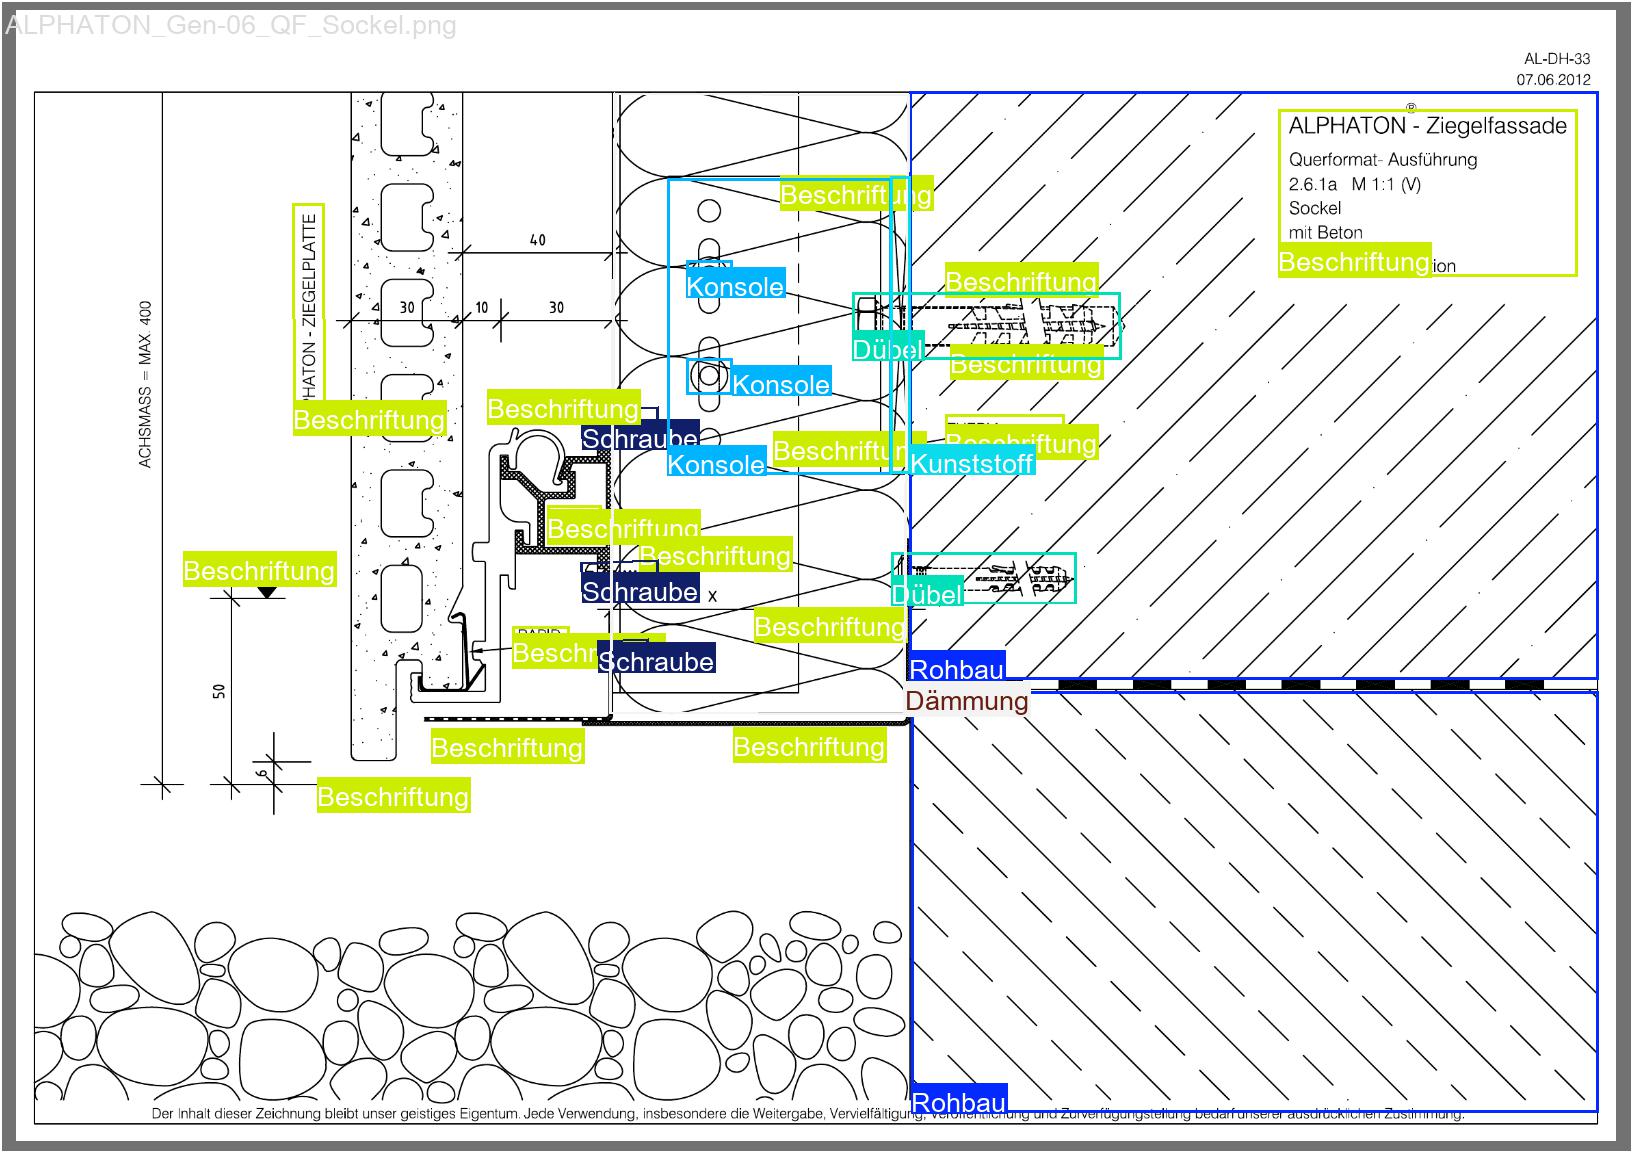 ALPHATON_Gen-06_QF_Sockel.png
AL-DH-33
07.06.2012
®
ALPHATON - Ziegelfassade
Querformat- Ausführung
2.6.1a M 1:1 (V)
Sockel
mit Beton
Beschriftung
Beschriftung
ACHSMASS = MAX. 400
ZIEGELPLATTE
Beschriftung
40
30
10
30
Konsole
Konsole
Konsole
Beschriftung
Dübel
Beschriftung
Beschriftung
Kunststoff
Beschriftung
Schraube
Beschriftung
Beschriftung
Beschriftung
Schraube
x
Dübel
Beschriftung
Beschriftung
50
Schraube
Rohbau
Dämmung
Beschriftung
Beschriftung
6
Beschriftung
Rohbau
Der Inhalt dieser Zeichnung bleibt unser geistiges Eigentum. Jede Verwendung, insbesondere die Weitergabe, Vervielfältigung, Veröffentlichung und Zurverfügungstellung bedarf unserer ausdrücklichen Zustimmung.